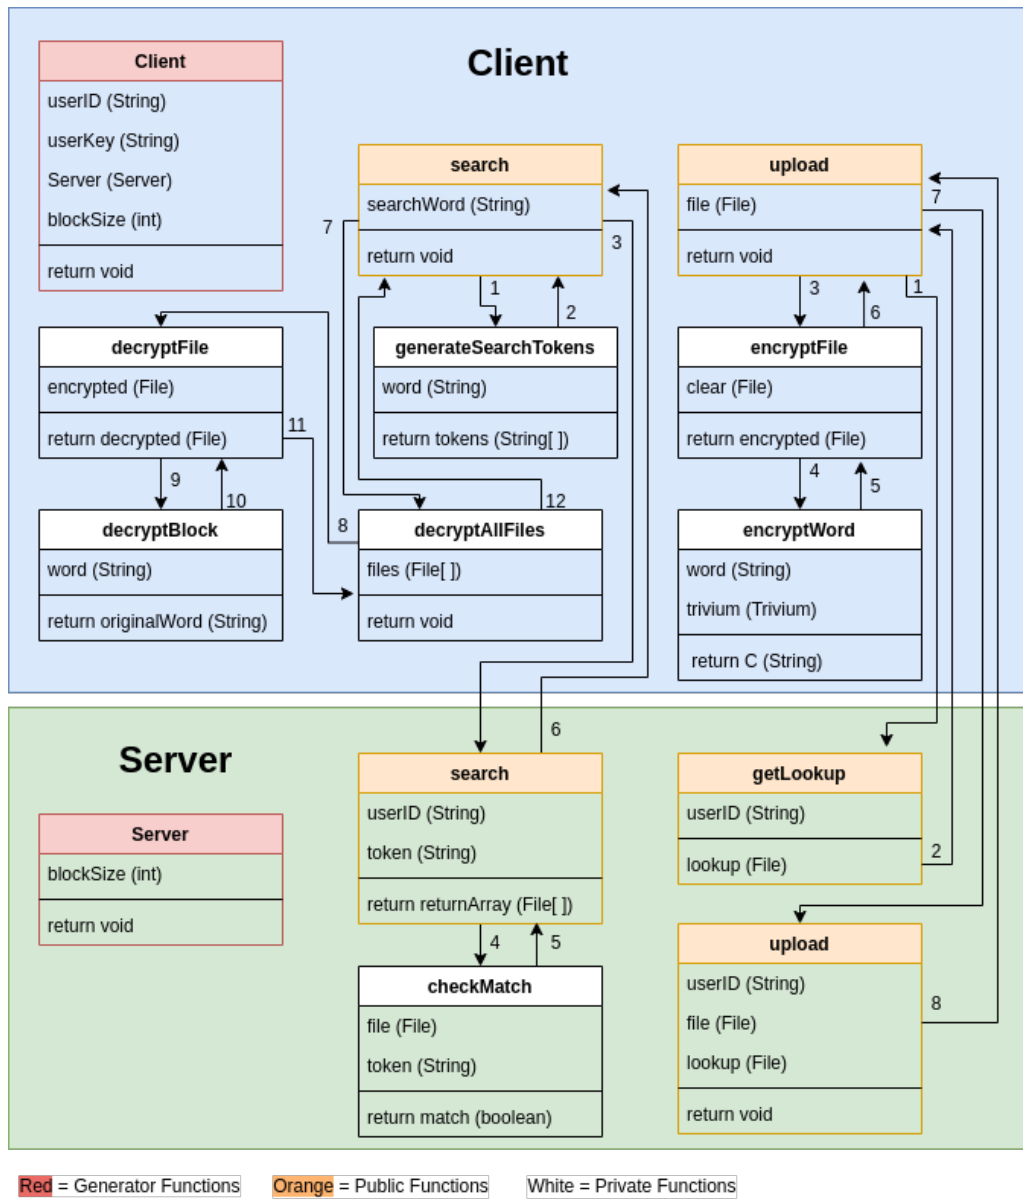 Client
Client
userID (String)
userKey (String)
Server (Server)
blockSize (int)
return void
search
searchWord (String)
return void
upload
file (File)
return void
7
3
7
1
2
3
6
1
decryptFile
encrypted (File)
return decrypted (File)
generateSearchTokens
word (String)
return tokens (String[ ])
encryptFile
clear (File)
return encrypted (File)
11
9
10
8
12
4
5
decryptBlock
word (String)
return originalWord (String)
decryptAllFiles
files (File[ ])
return void
encryptWord
word (String)
trivium (Trivium)
return C (String)
Server
6
Server
blockSize (int)
return void
search
userID (String)
token (String)
return returnArray (File[ ])
getLookup
userID (String)
lookup (File)
2
4
5
checkMatch
file (File)
token (String)
return match (boolean)
upload
userID (String)
file (File)
lookup (File)
return void
8
Red = Generator Functions
Orange = Public Functions
White = Private Functions